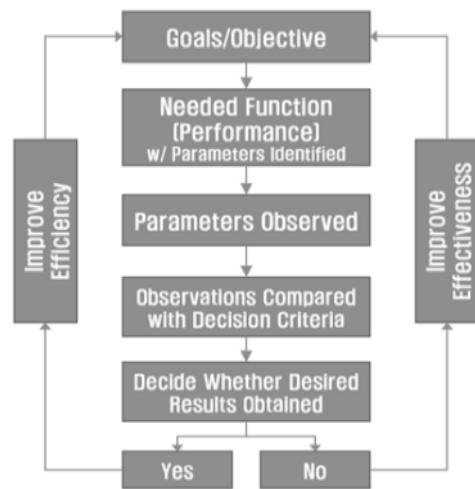 Goals/Objective
Needed Function
(Performance)
w/ Parameters Identified
Parameters Observed
Observations Compared
with Decision Criteria
Decide Whether Desired
Results Obtained
Yes
No
Improve
Efficiency
Improve
Effectiveness